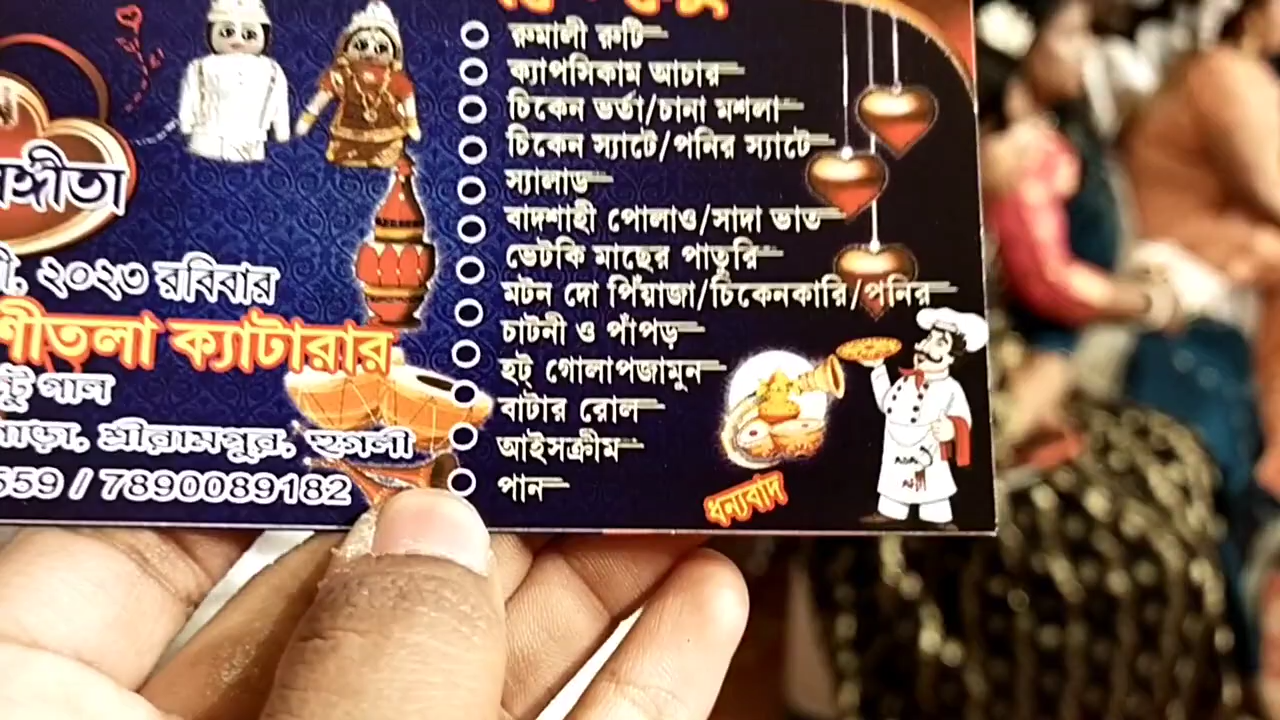 রুমালী রুটি
ক্যাপসিকাম আচার
চিকেন ভর্তা/চানা মশলা
চিকেন স্যাটে/পনির স্যাটে
স্যালাড
বাদশাহী পোলাও/সাদা ভাত
ভেটকি মাছের পাতুরি
মটন দো পিঁয়াজা/চিকেনকারি/পনির
চাটনী ও পাঁপড়
হট্ গোলাপজামুন
বাটার রোল
আইসক্রীম
পান
ধন্যবাদ
২০২৩ রবিবার
শীতলা ক্যাটারার
গান
শ্রীরামপুর, হুগলী
559 / 7890089182